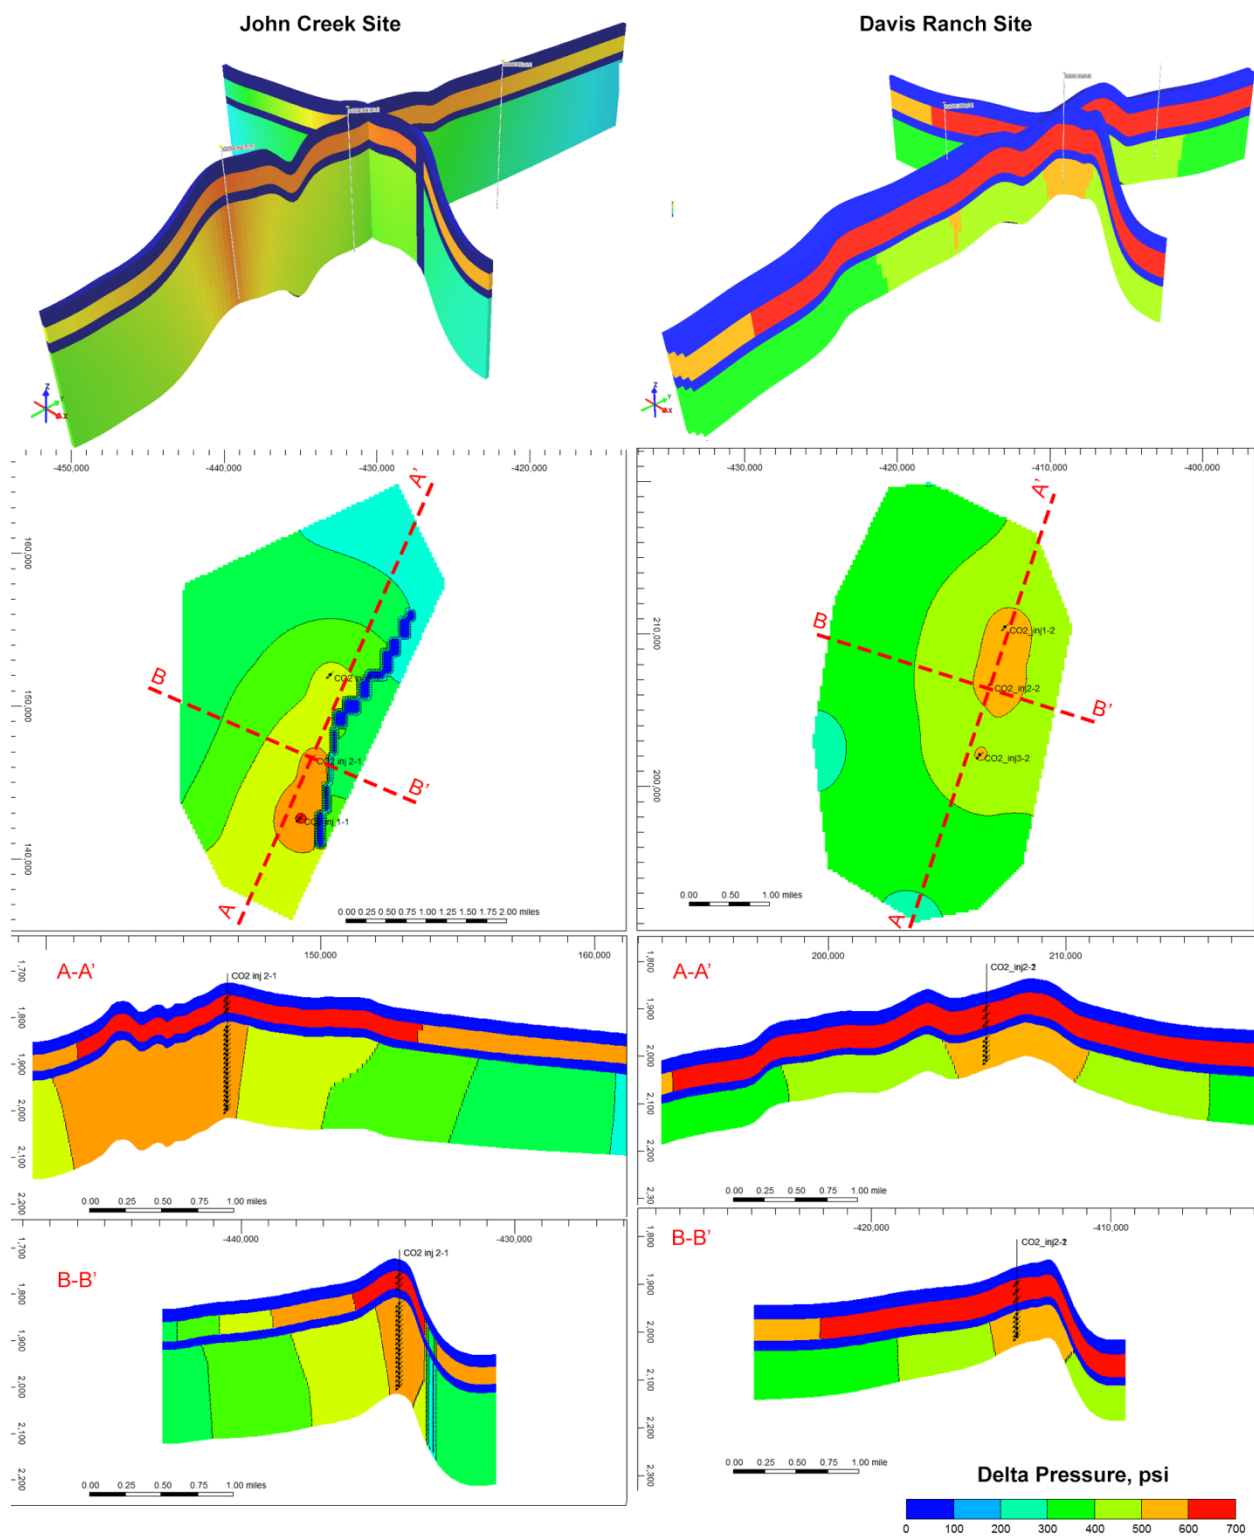 John Creek Site
Davis Ranch Site
Z
Y
X
Z
Y
X
-450,000 -440,000 -430,000 -420,000
-430,000 -420,000 -410,000 -400,000
160,000
150,000
140,000
A'
B
CO2 inj
CO2 inj 2-1
B'
CO2 inj 1-1
A
0.00 0.25 0.50 0.75 1.00 1.25 1.50 1.75 2.00 miles
210,000
200,000
A'
B
CO2_inj1-2
CO2_inj2-2
B'
CO2_inj3-2
A
0.00 0.50 1.00 miles
A-A'
150,000 160,000
CO2 inj 2-1
1,700
1,800
1,900
2,000
2,100
2,200
0.00 0.25 0.50 0.75 1.00 miles
A-A'
200,000 210,000
1,800
1,900
2,000
2,100
2,200
2,30
0.00 0.25 0.50 0.75 1.00 mile
B-B'
-440,000 -430,000
CO2 inj 2-1
1,700
1,800
1,900
2,000
2,100
2,200
0.00 0.25 0.50 0.75 1.00 miles
B-B'
-420,000 -410,000
1,800
1,900
2,000
2,100
2,200
2,300
0.00 0.25 0.50 0.75 1.00 mile
Delta Pressure, psi
0 100 200 300 400 500 600 700